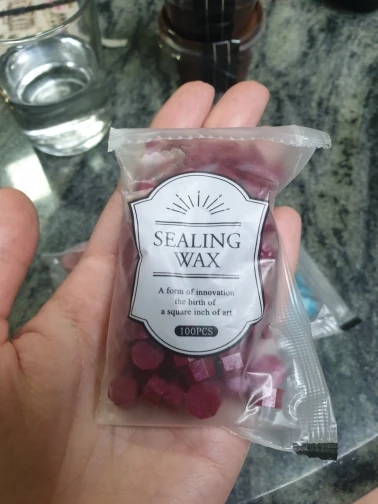 SEALING
WAX
A form of innovation
the birth of
a square inch of art
100PCS